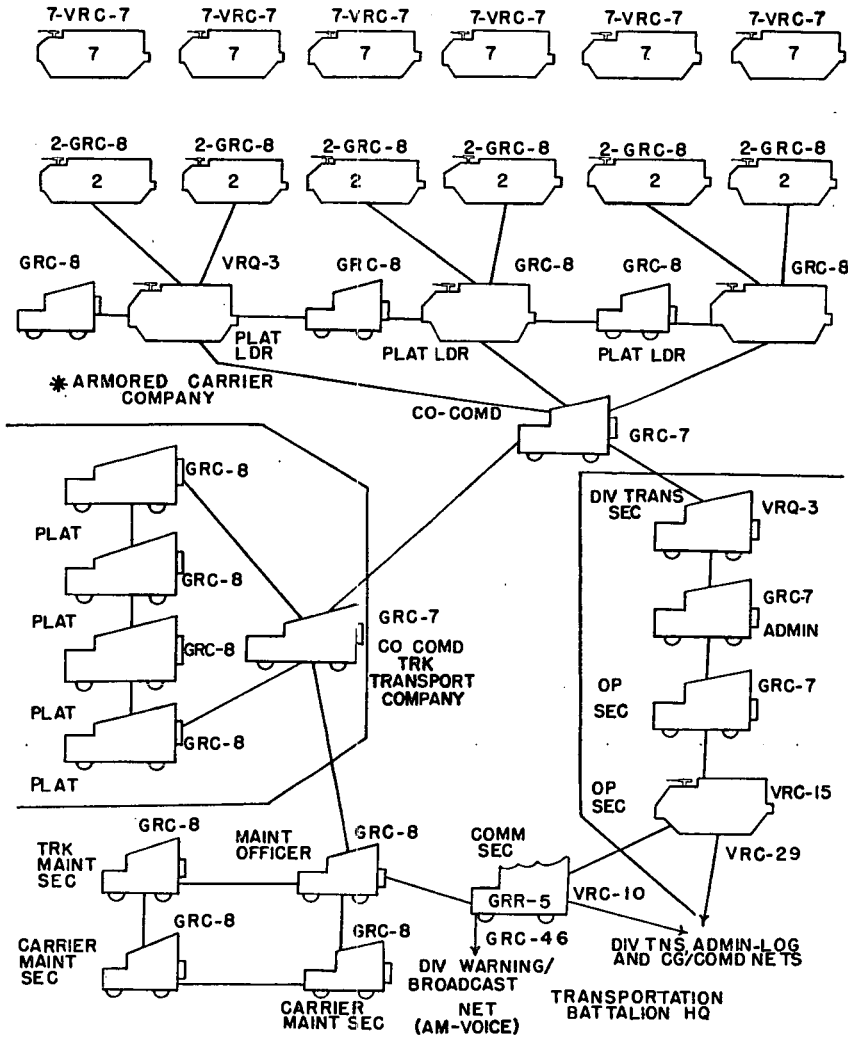 7-VRC-7 7-VRC-7 7-VRC-7 7-VRC-7 7-VRC-7 7-VRC-7
7 7 7 7 7 7
2-GRC-8 2-GRC-8 2-GRC-8 2-GRC-8 2-GRC-8 2-GRC-8
2 2 2 2 2 2
GRC-8 VRQ-3 GRC-8 GRC-8 GRC-8 GRC-8
PLAT
LDR
PLAT LDR
PLAT LDR
* ARMORED CARRIER
COMPANY
CO-COMD
GRC-7
GRC-8
PLAT
GRC-8
PLAT
GRC-8
PLAT
GRC-8
PLAT
GRC-7
CO COMD
TRK
TRANSPORT
COMPANY
DIV TRANS
SEC
VRQ-3
GRC-7
ADMIN
OP
SEC
GRC-7
OP
SEC
VRC-15
VRC-29
TRK
MAINT
SEC
GRC-8
MAINT
OFFICER
GRC-8
COMM
SEC
GRR-5
VRC-10
CARRIER
MAINT
SEC
GRC-8
GRC-8
CARRIER
MAINT SEC
GRC-46
DIV WARNING/
BROADCAST
NET
(AM-VOICE)
DIV TNS, ADMIN-LOG
AND CG/COMD NETS
TRANSPORTATION
BATTALION HQ